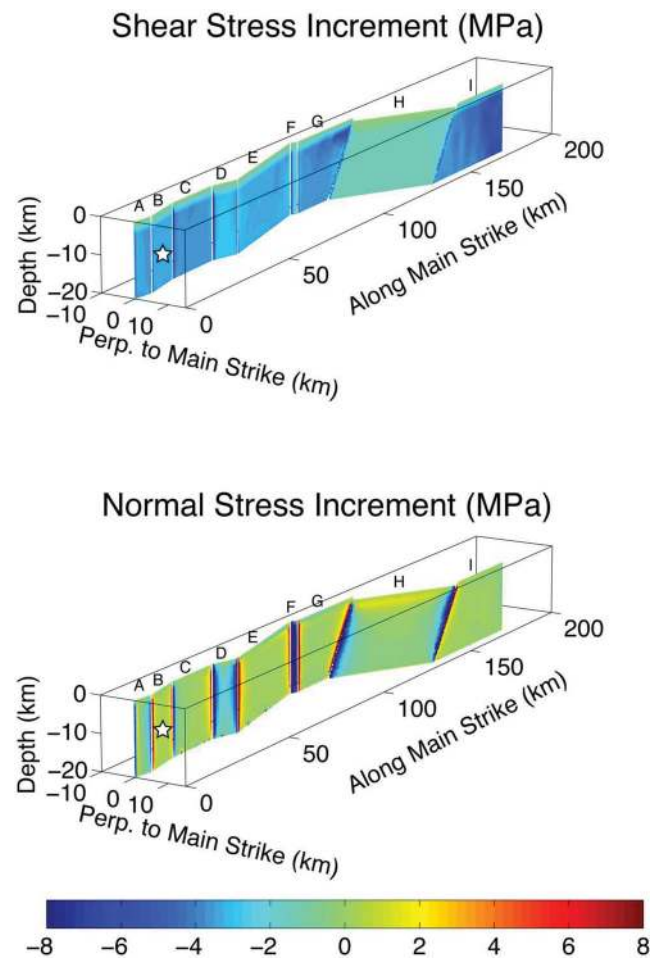 Shear Stress Increment (MPa)
A B C D E F G H I
0
−10
−20
Depth (km)
−10 0 10
Perp. to Main Strike (km)
0 50 100 150 200
Along Main Strike (km)
Normal Stress Increment (MPa)
A B C D E F G H I
0
−10
−20
Depth (km)
−10 0 10
Perp. to Main Strike (km)
0 50 100 150 200
Along Main Strike (km)
−8 −6 −4 −2 0 2 4 6 8